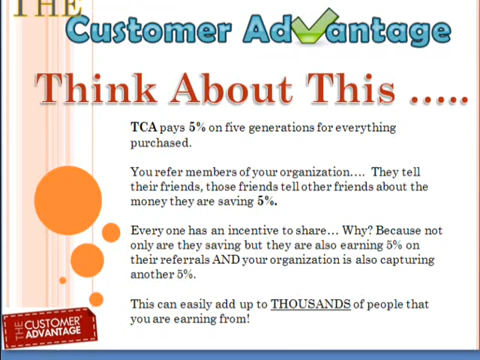 THE
Customer Advantage
Think About This .....
TCA pays 5% on five generations for everything
purchased.
You refer members of your organization.... They tell
their friends, those friends tell other friends about the
money they are saving 5%.
Every one has an incentive to share... Why? Because not
only are they saving but they are also earning 5% on
their referrals AND your organization is also capturing
another 5%.
This can easily add up to THOUSANDS of people that
you are earning from!
THE CUSTOMER
ADVANTAGE